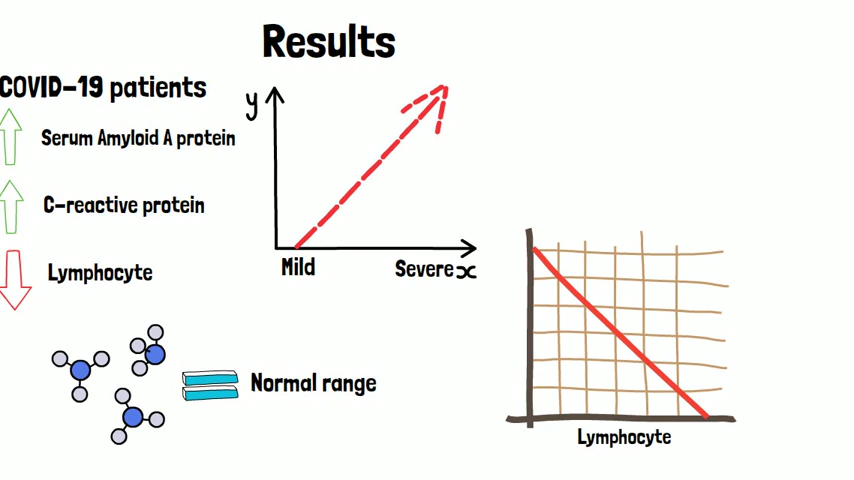 Results
COVID-19 patients
Serum Amyloid A protein
C-reactive protein
Lymphocyte
Normal range
y
Mild
Severe x
Lymphocyte